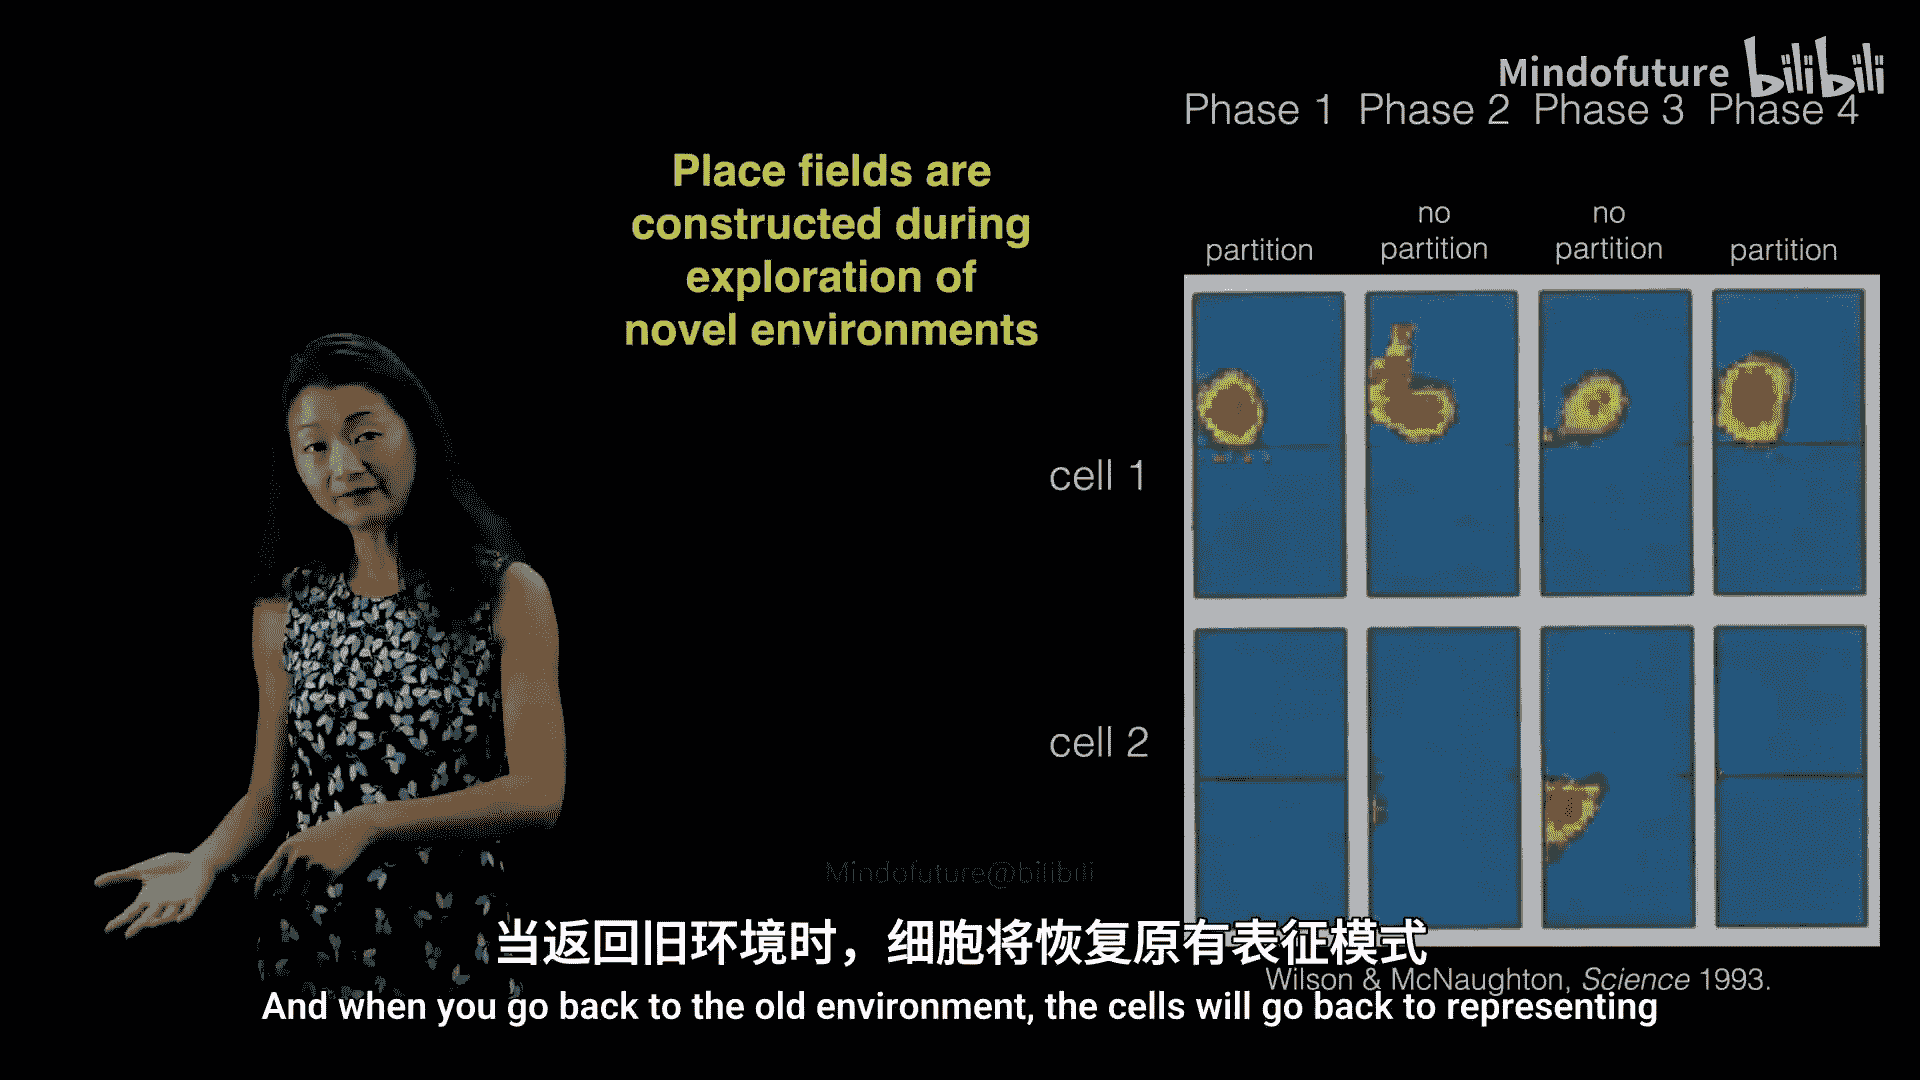 Mindofuture bilibili
Phase 1 Phase 2 Phase 3 Phase 4
Place fields are
constructed during
exploration of
novel environments
partition
no
partition
no
partition
partition
cell 1
cell 2
Mindofuture@bilibili
当返回旧环境时，细胞将恢复原有表征模式
Wilson & McNaughton, Science 1993.
And when you go back to the old environment, the cells will go back to representing